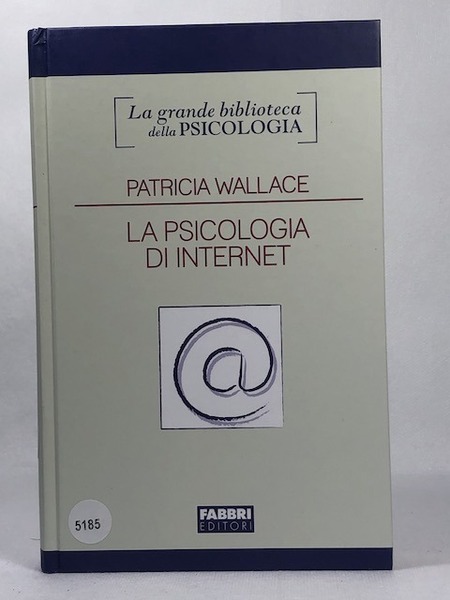 La grande biblioteca
della PSICOLOGIA
PATRICIA WALLACE
LA PSICOLOGIA
DI INTERNET
@
5185
FABBRI
EDITORI